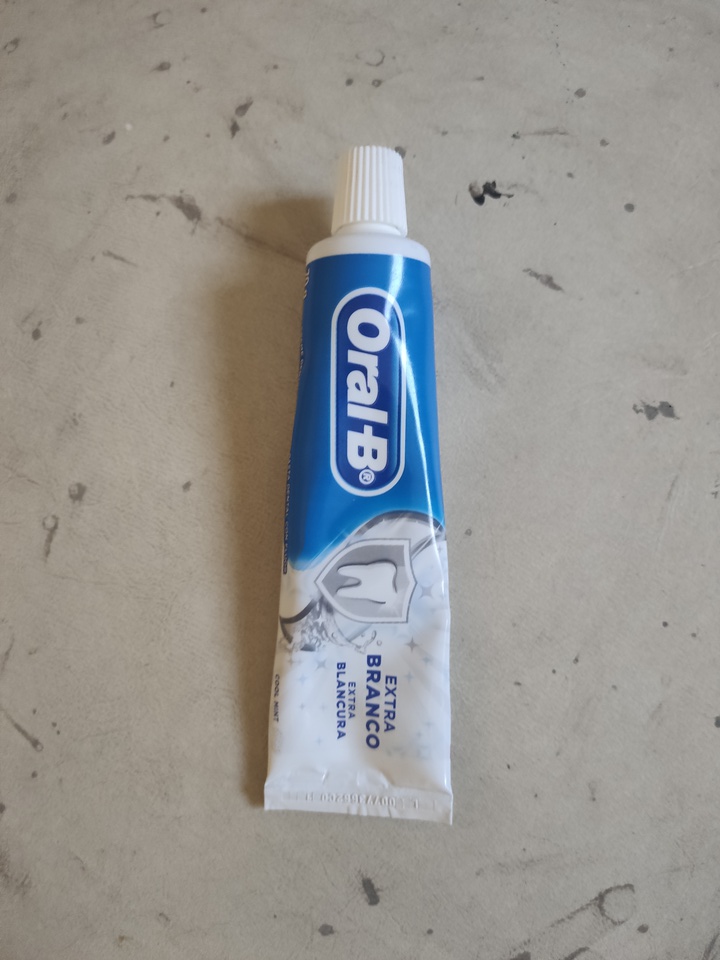 Oral-B®
EXTRA
BRANCO
EXTRA
BLANCURA
COOL MINT